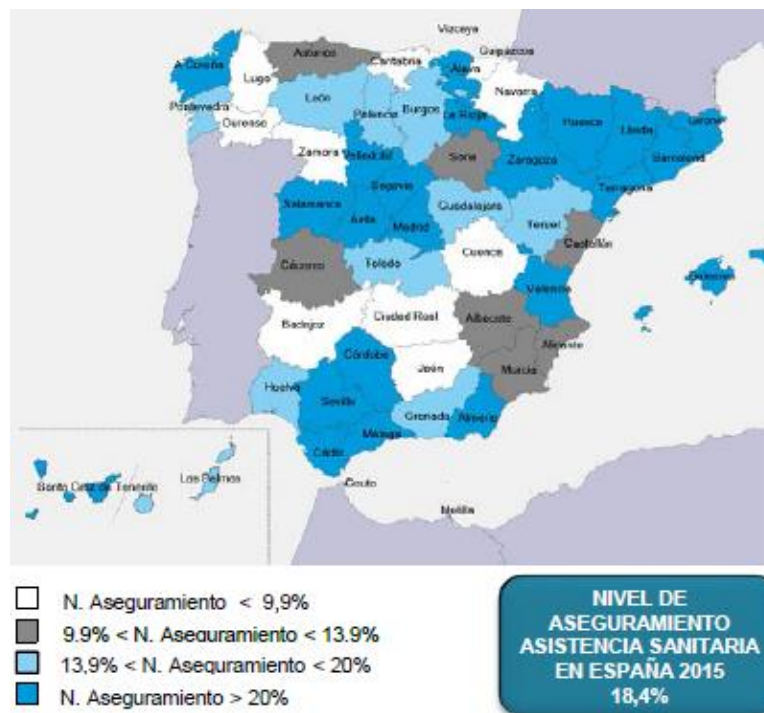 Vizcaya
A Coruña
Asturias
Cantabria
Guipúzcoa
Lugo
Alava
Navarra
Pontevedra
León
Palencia
Burgos
La Rioja
Huesca
Lérida
Ourense
Zamora
Valladolid
Soria
Zaragoza
Barcelona
Segovia
Tarragona
Salamanca
Avila
Madrid
Guadalajara
Teruel
Castellón
Cáceres
Toledo
Cuenca
Valencia
Baleares
Badajoz
Ciudad Real
Albacete
Alicante
Córdoba
Jaén
Murcia
Huelva
Sevilla
Granada
Almería
Málaga
Cádiz
Santa Cruz de Tenerife
Las Palmas
Ceuta
Melilla
N. Aseguramiento < 9,9%
9.9% < N. Aseguramiento < 13.9%
13,9% < N. Aseguramiento < 20%
N. Aseguramiento > 20%
NIVEL DE
ASEGURAMIENTO
ASISTENCIA SANITARIA
EN ESPAÑA 2015
18,4%